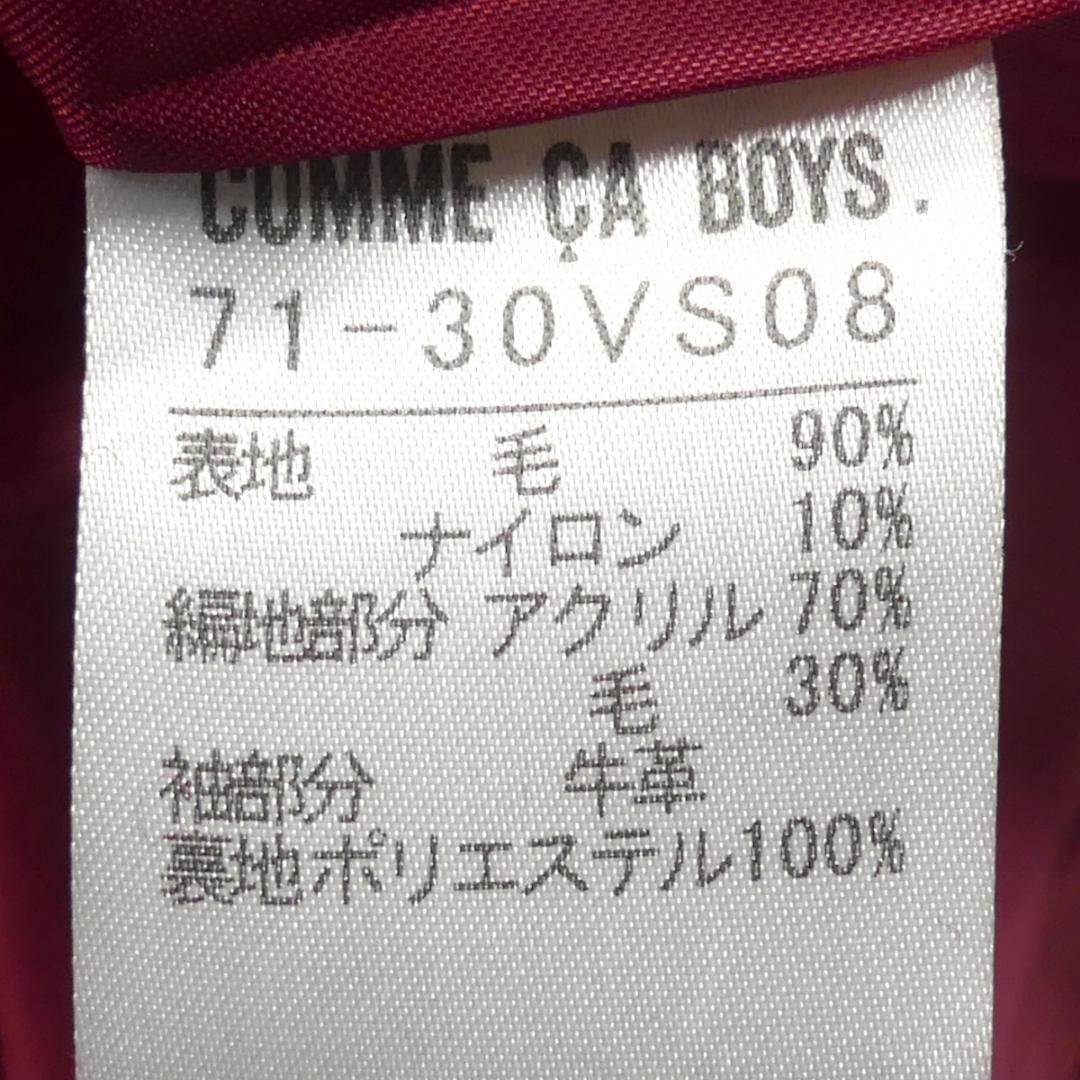 COMME ÇA BOYS.
71-30VS08
表地 毛 90%
ナイロン 10%
編地部分 アクリル 70%
毛 30%
袖部分 牛革
裏地ポリエステル100%